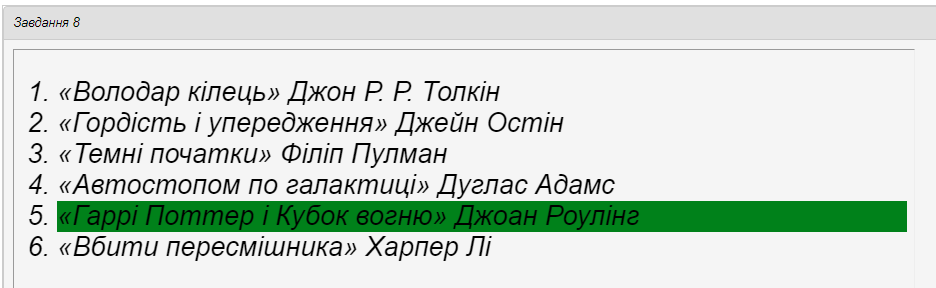 Завдання 8
1. «Володар кілець» Джон Р. Р. Толкін
2. «Гордість і упередження» Джейн Остін
3. «Темні початки» Філіп Пулман
4. «Автостопом по галактиці» Дуглас Адамс
5. «Гаррі Поттер і Кубок вогню» Джоан Роулінг
6. «Вбити пересмішника» Харпер Лі